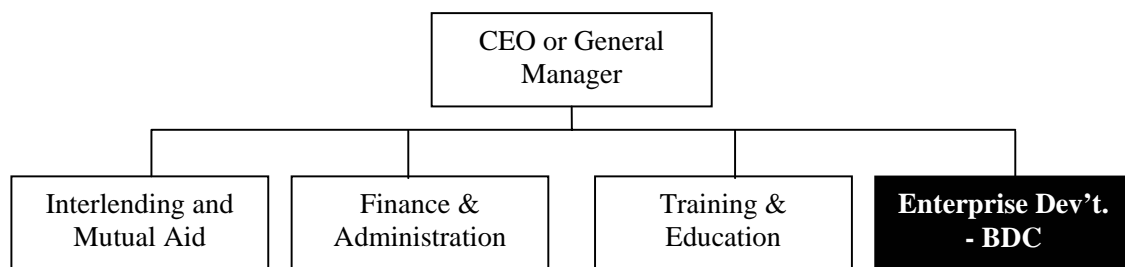 CEO or General
Manager
Interlending and
Mutual Aid
Finance &
Administration
Training &
Education
Enterprise Dev’t.
- BDC